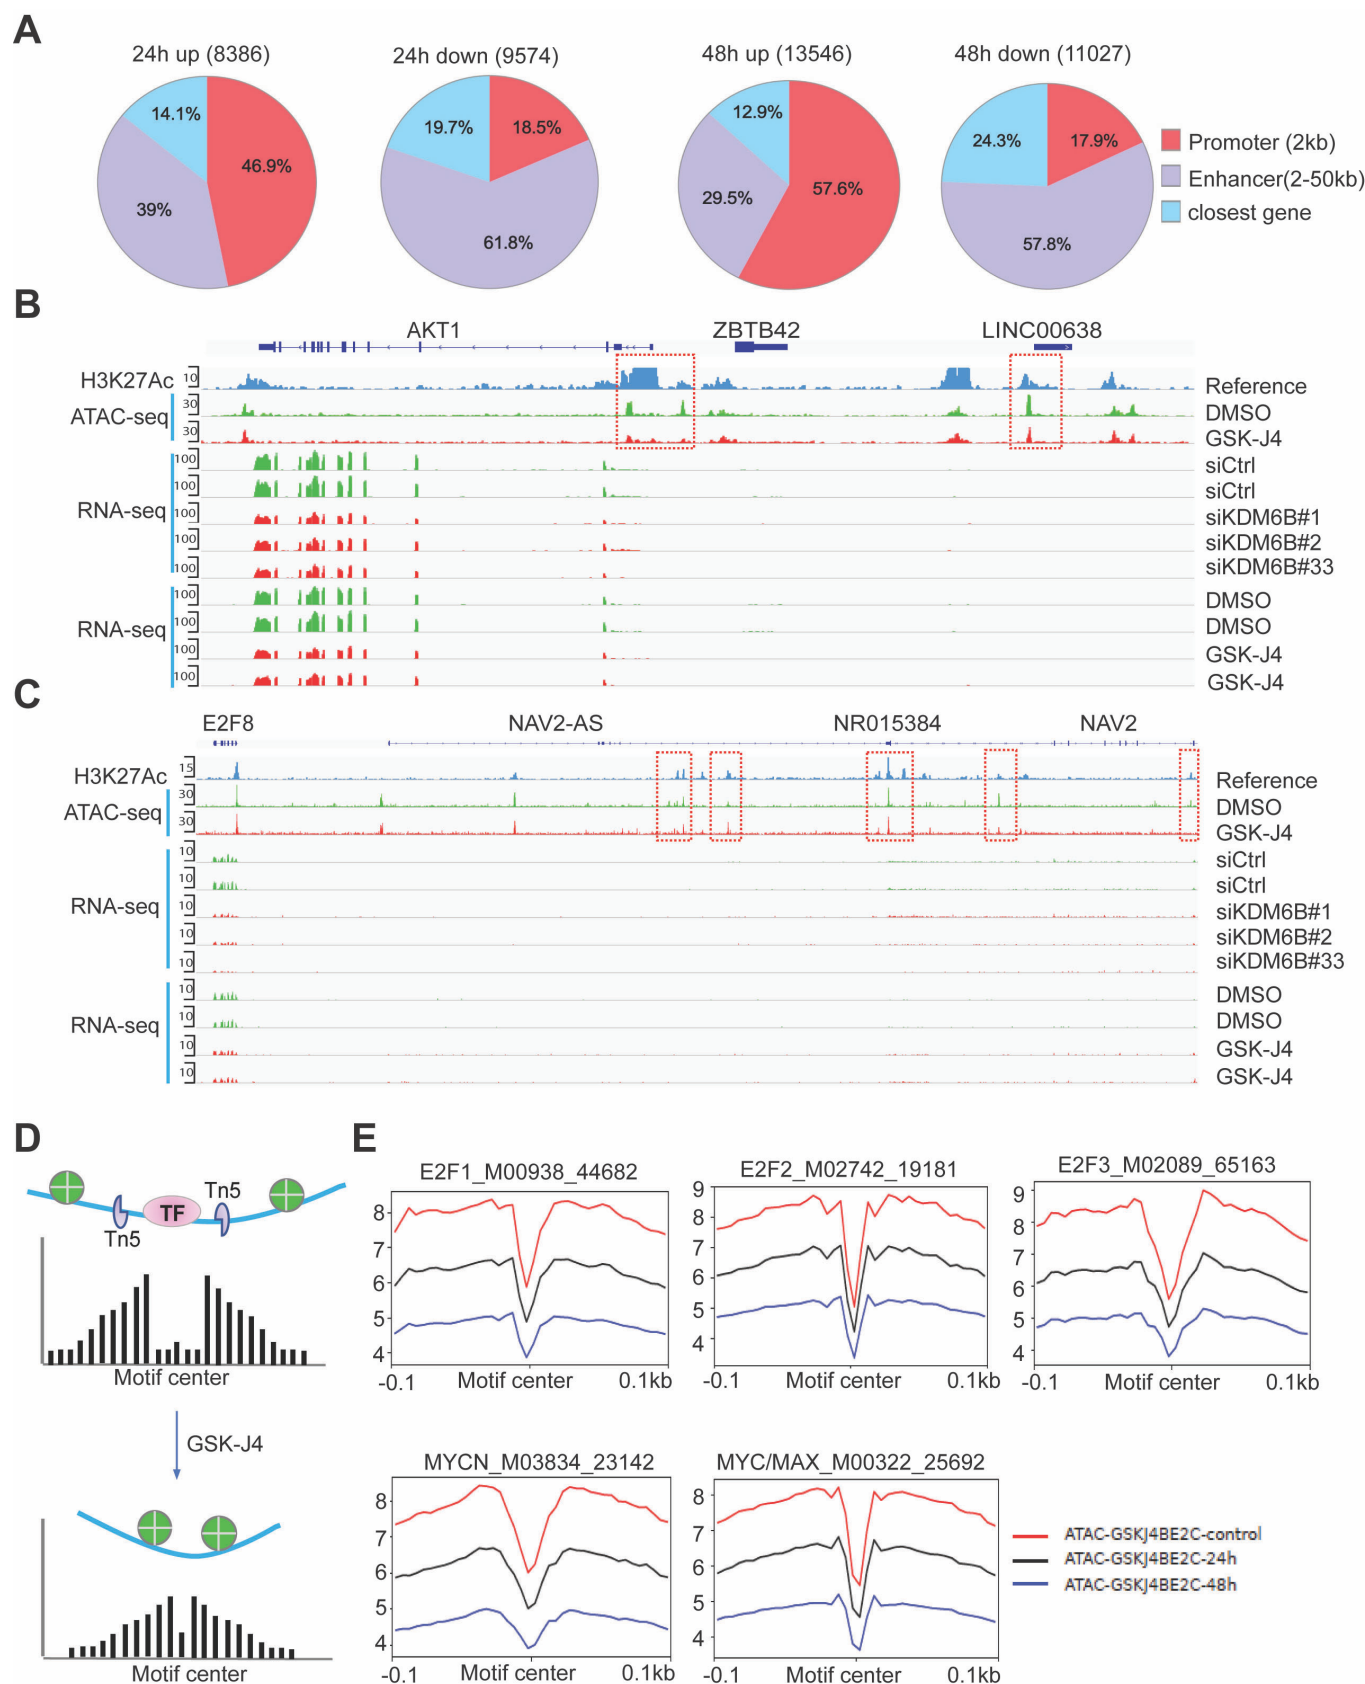 A
24h up (8386)
24h down (9574)
48h up (13546)
48h down (11027)
14.1%
46.9%
39%
19.7%
18.5%
61.8%
12.9%
57.6%
29.5%
24.3%
17.9%
57.8%
Promoter (2kb)
Enhancer(2-50kb)
closest gene
B
AKT1
ZBTB42
LINC00638
H3K27Ac
10
Reference
ATAC-seq
30
DMSO
30
GSK-J4
RNA-seq
100
siCtrl
100
siCtrl
100
siKDM6B#1
100
siKDM6B#2
100
siKDM6B#33
RNA-seq
100
DMSO
100
DMSO
100
GSK-J4
100
GSK-J4
C
E2F8
NAV2-AS
NR015384
NAV2
H3K27Ac
15
Reference
ATAC-seq
30
DMSO
30
GSK-J4
RNA-seq
10
siCtrl
10
siCtrl
10
siKDM6B#1
10
siKDM6B#2
10
siKDM6B#33
RNA-seq
10
DMSO
10
DMSO
10
GSK-J4
10
GSK-J4
D
Tn5
TF
Tn5
Motif center
GSK-J4
Motif center
E
E2F1_M00938_44682
8
7
6
5
4
-0.1
Motif center
0.1kb
E2F2_M02742_19181
9
8
7
6
5
4
-0.1
Motif center
0.1kb
E2F3_M02089_65163
9
8
7
6
5
4
-0.1
Motif center
0.1kb
MYCN_M03834_23142
8
7
6
5
4
-0.1
Motif center
0.1kb
MYC/MAX_M00322_25692
8
7
6
5
4
-0.1
Motif center
0.1kb
ATAC-GSKJ4BE2C-control
ATAC-GSKJ4BE2C-24h
ATAC-GSKJ4BE2C-48h